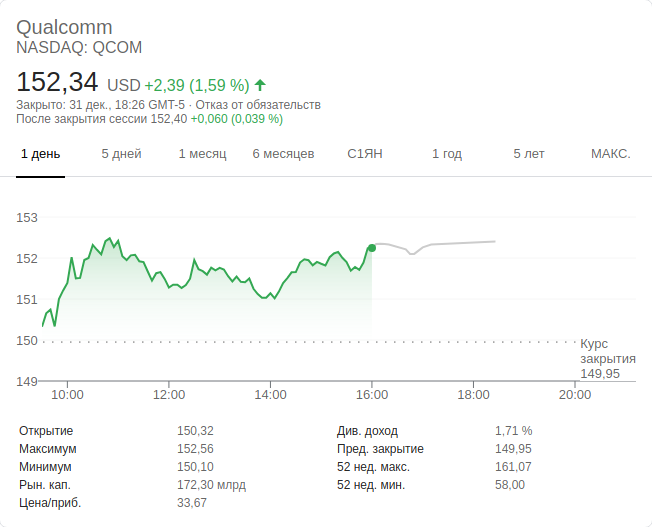 Qualcomm
NASDAQ: QCOM
152,34 USD +2,39 (1,59 %)
Закрыто: 31 дек., 18:26 GMT-5 · Отказ от обязательств
После закрытия сессии 152,40 +0,060 (0,039 %)
1 день 5 дней 1 месяц 6 месяцев С1ЯН 1 год 5 лет МАКС.
153
152
151
150
Курс
закрытия
149,95
149
10:00 12:00 14:00 16:00 18:00 20:00
Открытие 150,32 Див. доход 1,71 %
Максимум 152,56 Пред. закрытие 149,95
Минимум 150,10 52 нед. макс. 161,07
Рын. кап. 172,30 млрд 52 нед. мин. 58,00
Цена/приб. 33,67